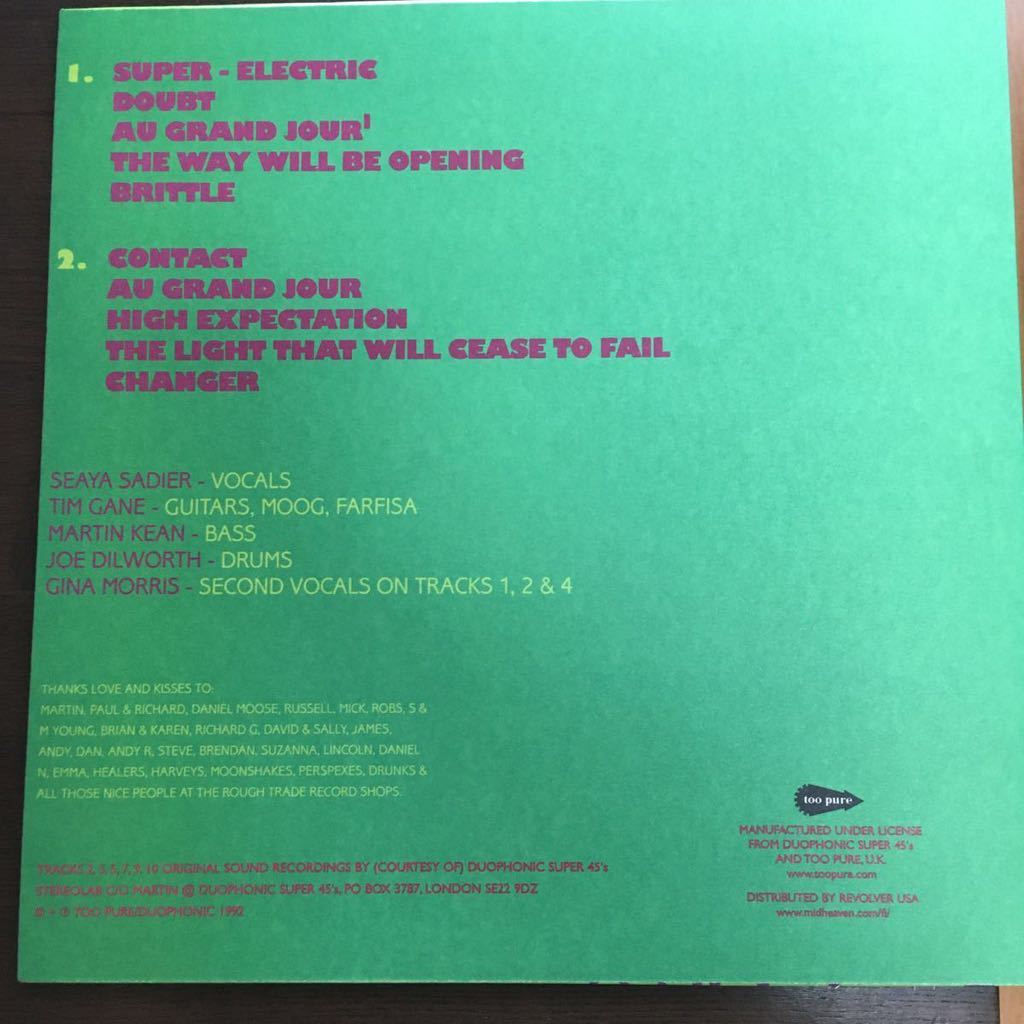 1. SUPER - ELECTRIC
DOUBT
AU GRAND JOUR'
THE WAY WILL BE OPENING
BRITTLE
2. CONTACT
AU GRAND JOUR
HIGH EXPECTATION
THE LIGHT THAT WILL CEASE TO FAIL
CHANGER
SEAYA SADIER - VOCALS
TIM GANE - GUITARS, MOOG, FARFISA
MARTIN KEAN - BASS
JOE DILWORTH - DRUMS
GINA MORRIS - SECOND VOCALS ON TRACKS 1, 2 & 4
THANKS LOVE AND KISSES TO:
MARTIN, PAUL & RICHARD, DANIEL MOOSE, RUSSELL, MICK, ROBS, S &
M YOUNG, BRIAN & KAREN, RICHARD G, DAVID & SALLY, JAMES,
ANDY, DAN, ANDY R, STEVE, BRENDAN, SUZANNA, LINCOLN, DANIEL
N, EMMA, HEALERS, HARVEYS, MOONSHAKES, PERSPEXES, DRUNKS &
ALL THOSE NICE PEOPLE AT THE ROUGH TRADE RECORD SHOPS.
TRACKS 2, 3, 5, 7, 9, 10 ORIGINAL SOUND RECORDINGS BY (COURTESY OF) DUOPHONIC SUPER 45's
STEREOLAB C/O MARTIN @ DUOPHONIC SUPER 45's, PO BOX 3787, LONDON SE22 9DZ
© + ℗ TOO PURE/DUOPHONIC 1992
too pure
MANUFACTURED UNDER LICENSE
FROM DUOPHONIC SUPER 45's
AND TOO PURE, U.K.
www.toopure.com
DISTRIBUTED BY REVOLVER USA
www.midheaven.com/fi/